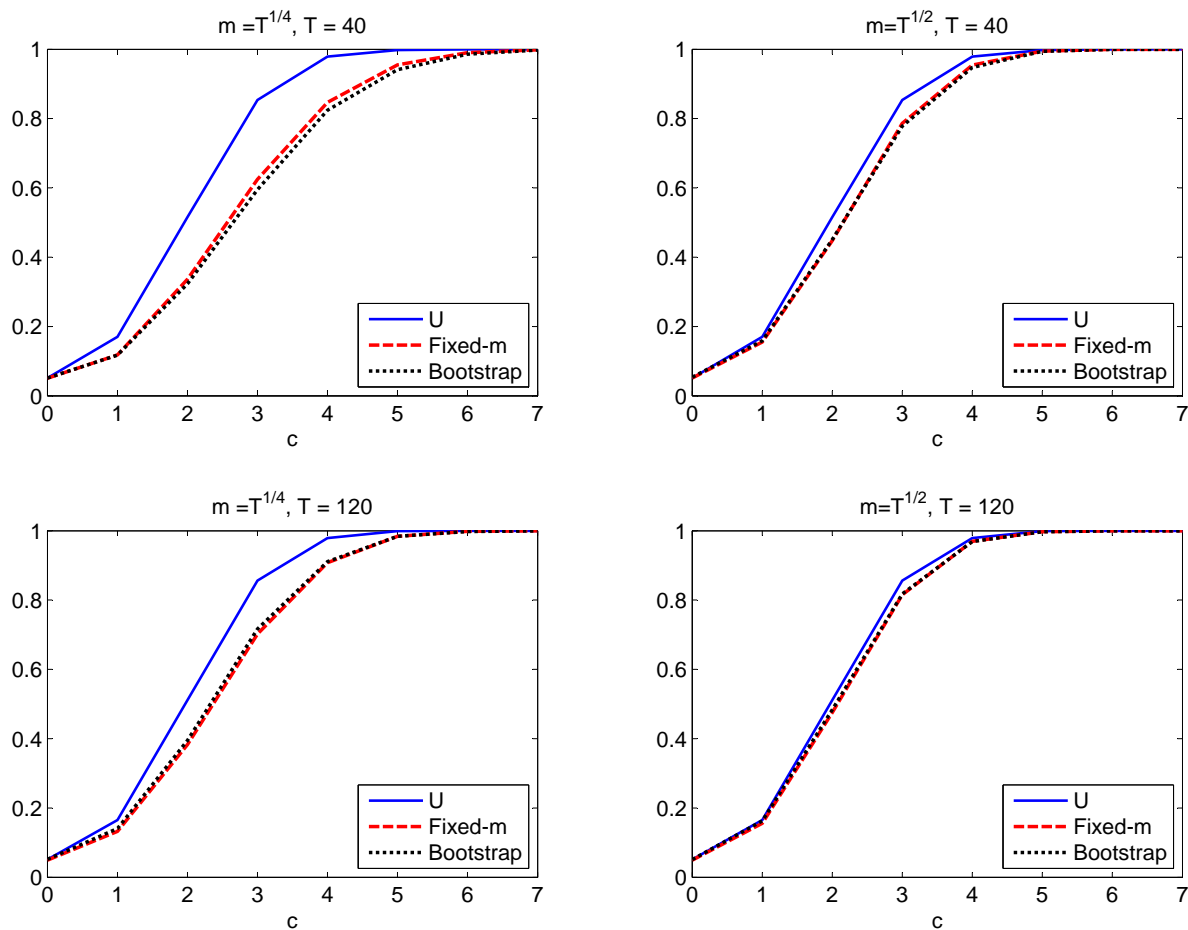 m =T^{1/4}, T = 40
1
0.8
0.6
0.4
0.2
0
0 1 2 3 4 5 6 7
c
U
Fixed-m
Bootstrap
m=T^{1/2}, T = 40
1
0.8
0.6
0.4
0.2
0
0 1 2 3 4 5 6 7
c
U
Fixed-m
Bootstrap
m =T^{1/4}, T = 120
1
0.8
0.6
0.4
0.2
0
0 1 2 3 4 5 6 7
c
U
Fixed-m
Bootstrap
m=T^{1/2}, T = 120
1
0.8
0.6
0.4
0.2
0
0 1 2 3 4 5 6 7
c
U
Fixed-m
Bootstrap